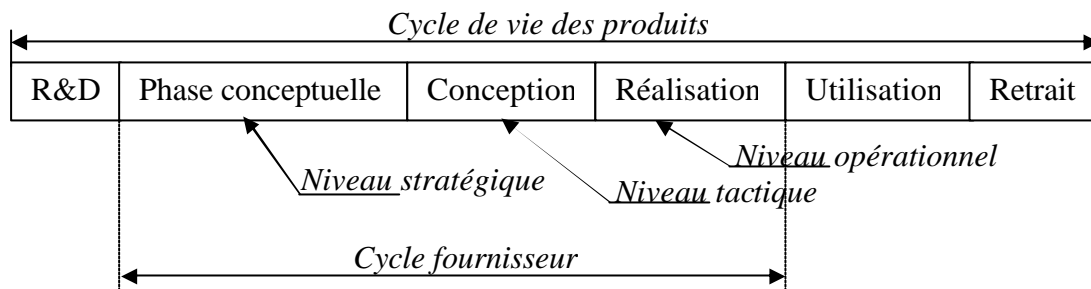 Cycle de vie des produits
R&D Phase conceptuelle Conception Réalisation Utilisation Retrait
Niveau opérationnel
Niveau stratégique Niveau tactique
Cycle fournisseur